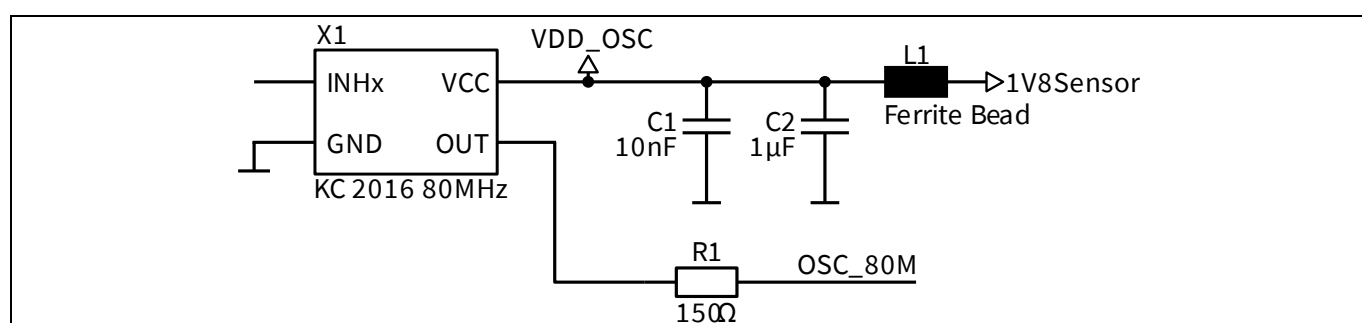 X1
VDD_OSC
L1
INHx VCC
1V8Sensor
Ferrite Bead
C1
10nF
C2
1µF
GND OUT
KC 2016 80MHz
R1
OSC_80M
150Ω